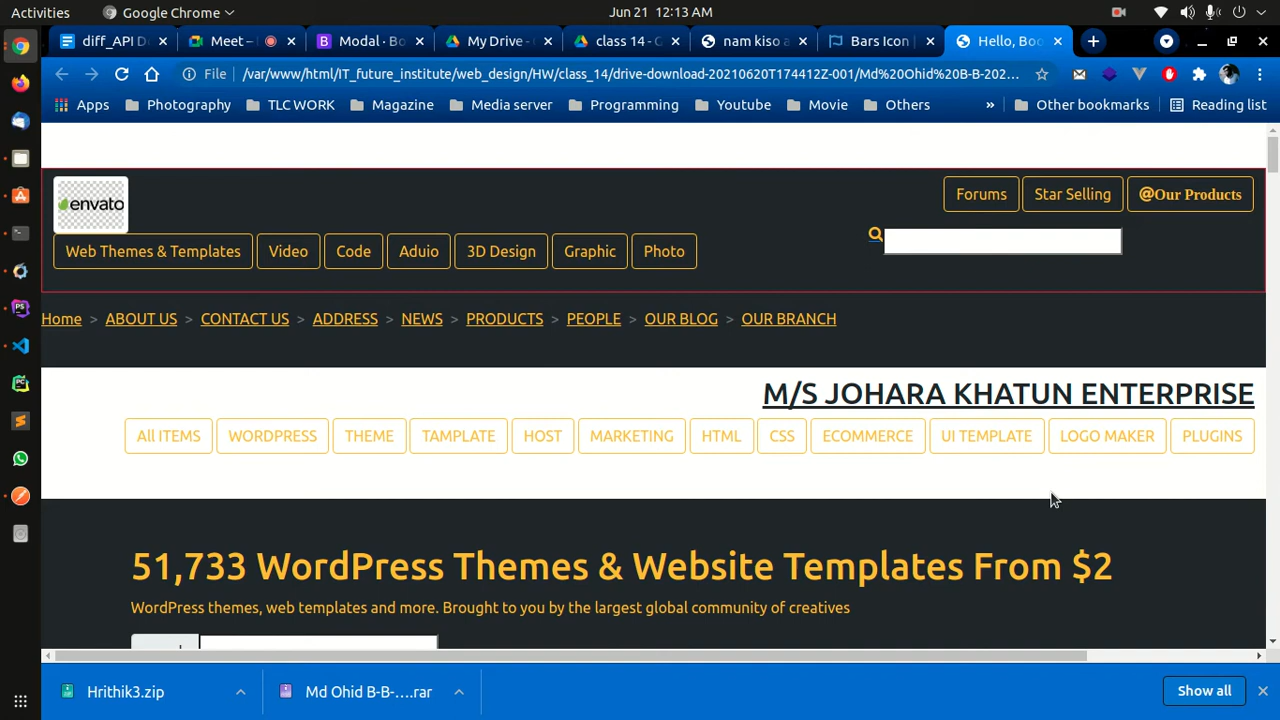 Activities
Google Chrome
Jun 21 12:13 AM
diff_API D
Meet –
Modal · Bo
My Drive -
class 14 - G
nam kiso a
Bars Icon |
Hello, Boo
File
/var/www/html/IT_future_institute/web_design/HW/class_14/drive-download-20210620T174412Z-001/Md%20Ohid%20B-B-202...
Apps
Photography
TLC WORK
Magazine
Media server
Programming
Youtube
Movie
Others
»
Other bookmarks
Reading list
envato
Forums
Star Selling
@Our Products
Web Themes & Templates
Video
Code
Aduio
3D Design
Graphic
Photo
Home > ABOUT US > CONTACT US > ADDRESS > NEWS > PRODUCTS > PEOPLE > OUR BLOG > OUR BRANCH
M/S JOHARA KHATUN ENTERPRISE
All ITEMS
WORDPRESS
THEME
TAMPLATE
HOST
MARKETING
HTML
CSS
ECOMMERCE
UI TEMPLATE
LOGO MAKER
PLUGINS
51,733 WordPress Themes & Website Templates From $2
WordPress themes, web templates and more. Brought to you by the largest global community of creatives
Hrithik3.zip
Md Ohid B-B-....rar
Show all